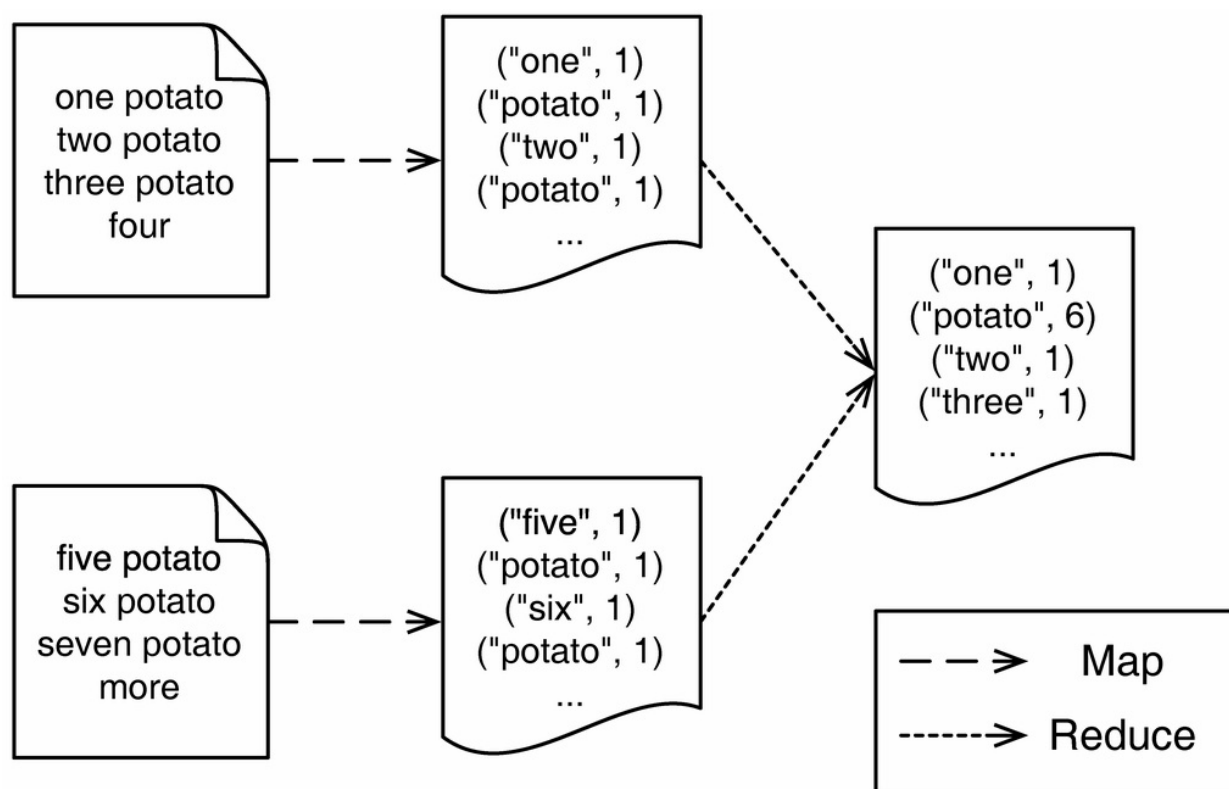 one potato
two potato
three potato
four
("one", 1)
("potato", 1)
("two", 1)
("potato", 1)
...
five potato
six potato
seven potato
more
("five", 1)
("potato", 1)
("six", 1)
("potato", 1)
...
("one", 1)
("potato", 6)
("two", 1)
("three", 1)
...
Map
Reduce